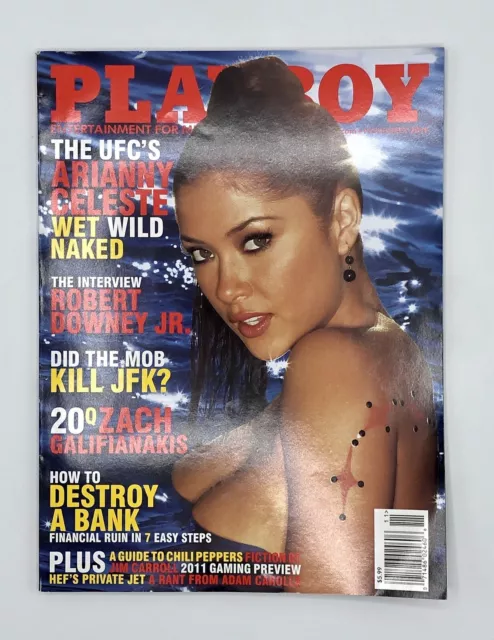 PLAYBOY
ENTERTAINMENT FOR
THE UFC'S
ARIANNY
CELESTE
WET WILD
NAKED
THE INTERVIEW
ROBERT
DOWNEY JR.
DID THE MOB
KILL JFK?
20Q ZACH
GALIFIANAKIS
HOW TO
DESTROY
A BANK
FINANCIAL RUIN IN 7 EASY STEPS
PLUS A GUIDE TO CHILI PEPPERS FICTION BY
JIM CARROLL 2011 GAMING PREVIEW
HEF'S PRIVATE JET A RANT FROM ADAM CAROLLA
$5.99
11>